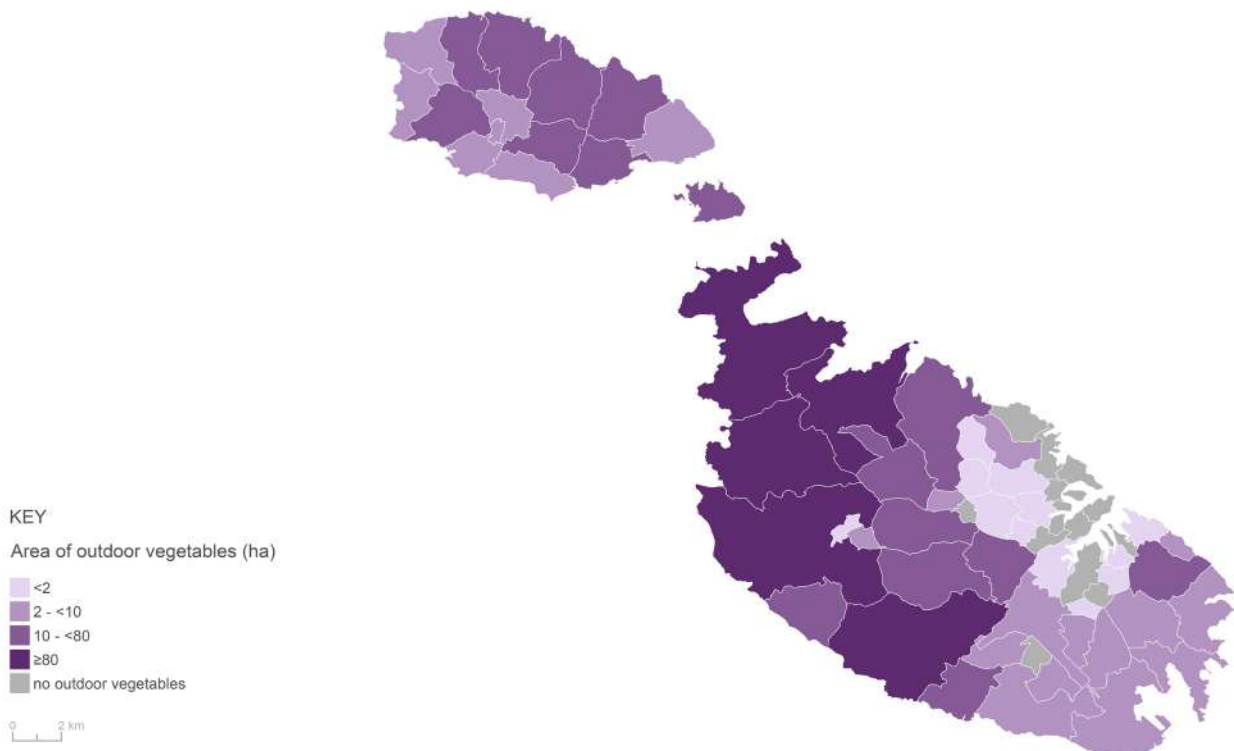 KEY
Area of outdoor vegetables (ha)
<2
2 - <10
10 - <80
≥80
no outdoor vegetables
0 2 km